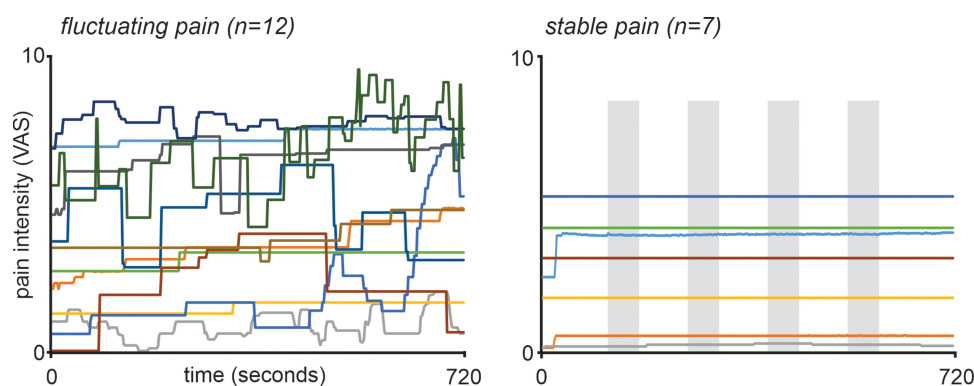 fluctuating pain (n=12)
stable pain (n=7)
10
10
pain intensity (VAS)
0
0
0
time (seconds)
720
0
720